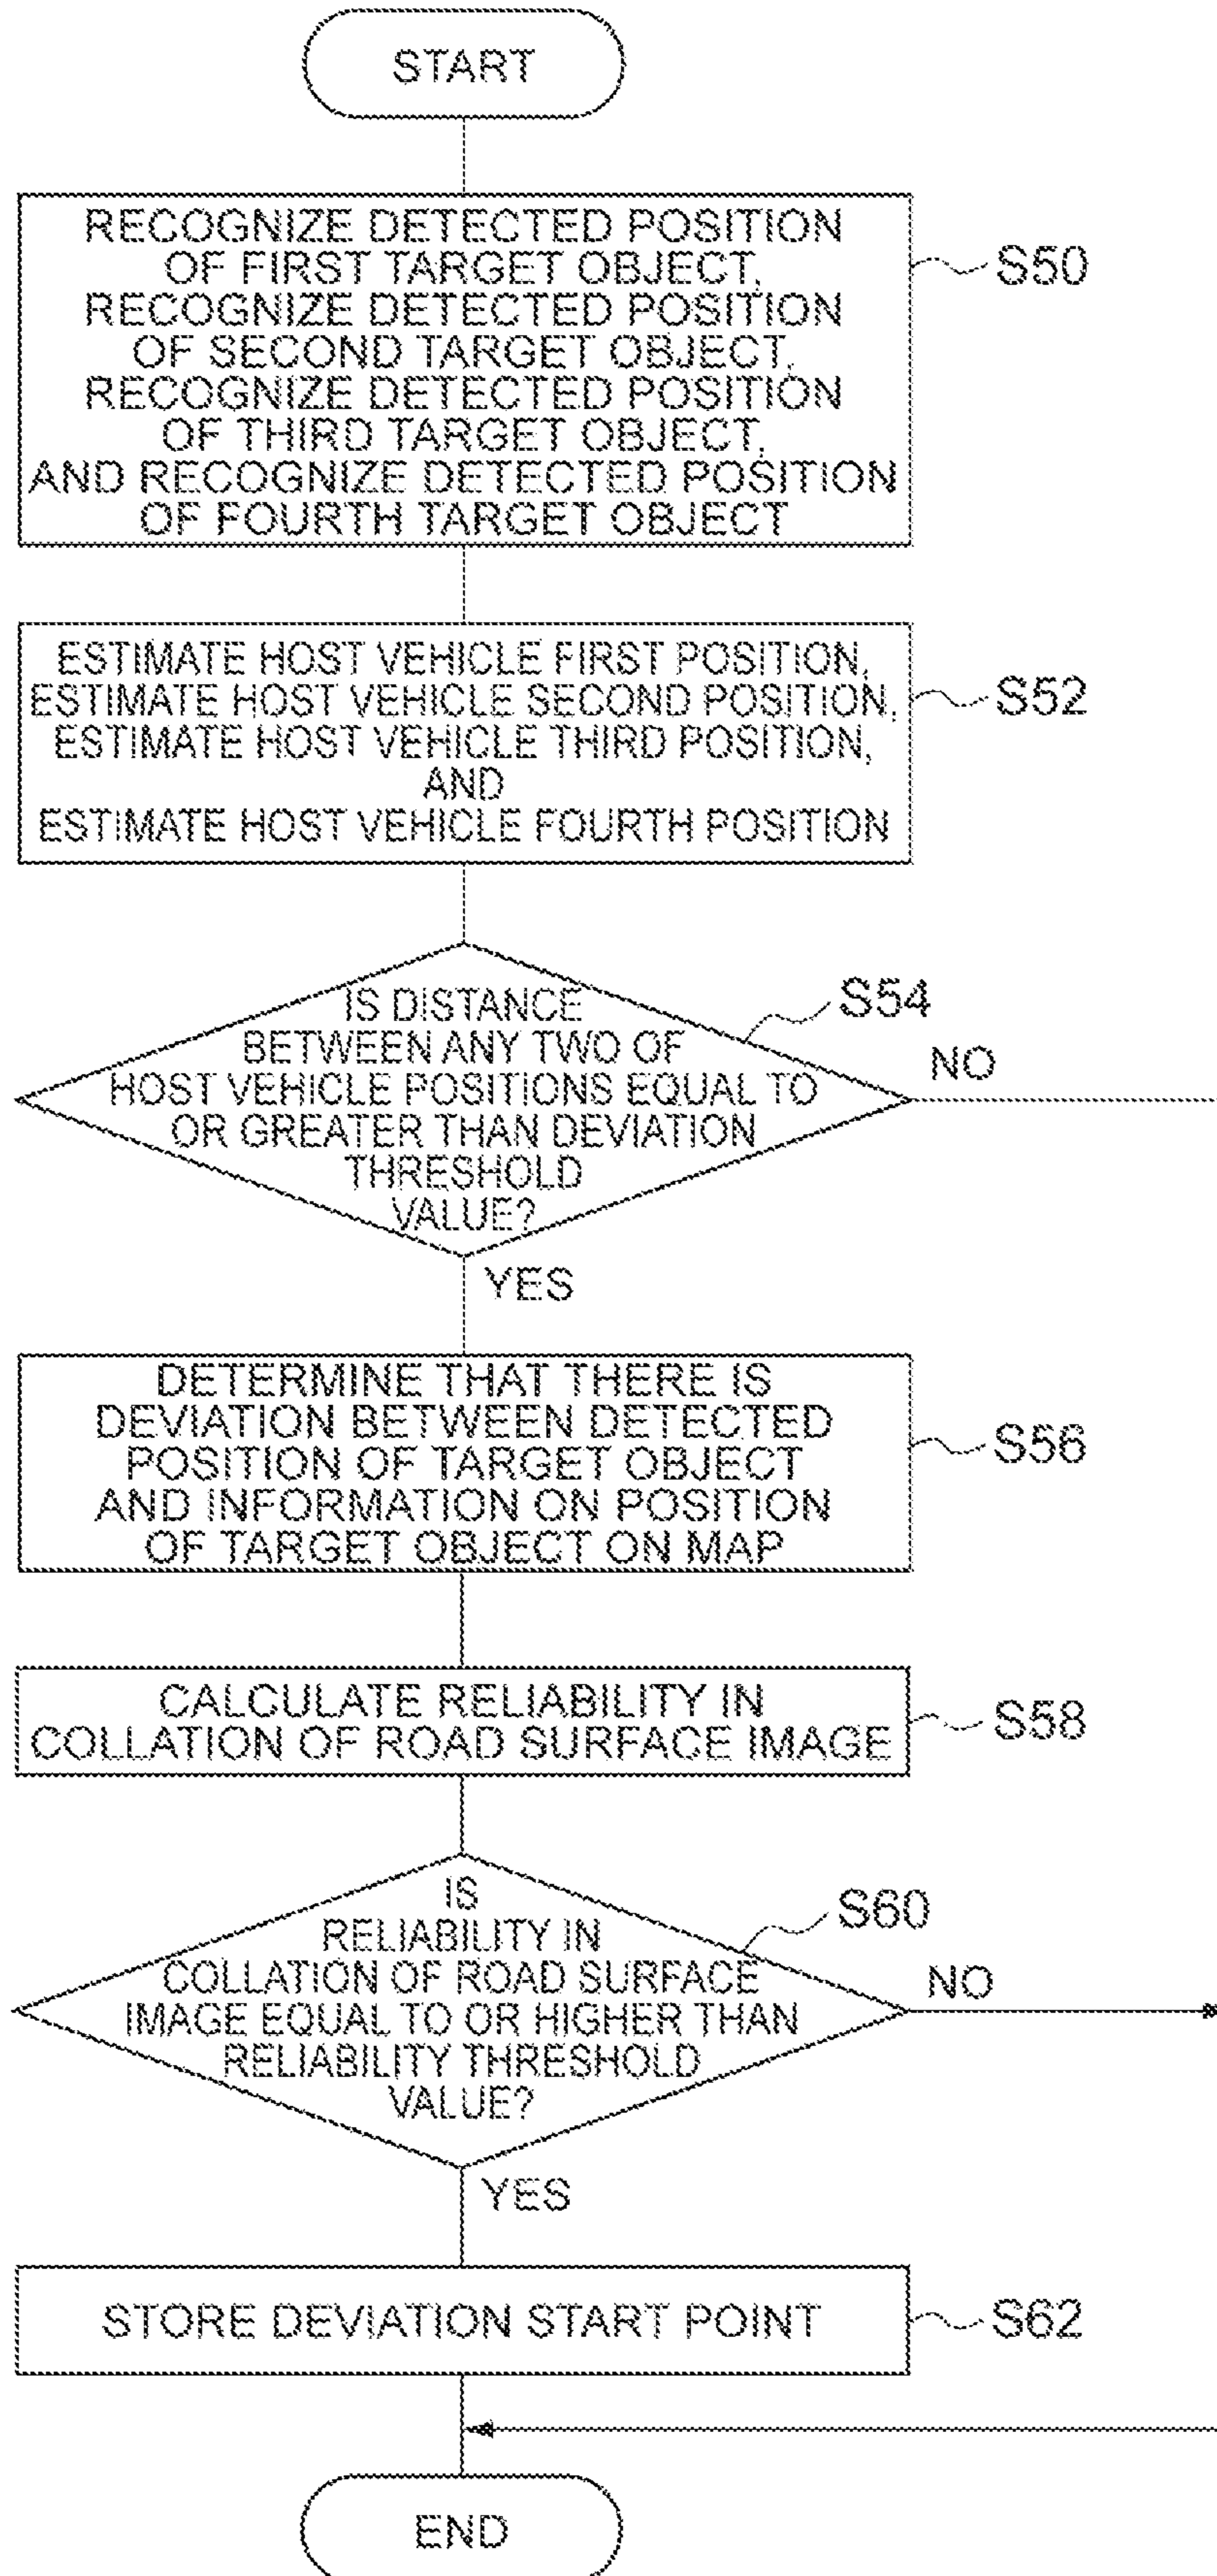 START
RECOGNIZE DETECTED POSITION
OF FIRST TARGET OBJECT,
RECOGNIZE DETECTED POSITION
OF SECOND TARGET OBJECT,
RECOGNIZE DETECTED POSITION
OF THIRD TARGET OBJECT,
AND RECOGNIZE DETECTED POSITION
OF FOURTH TARGET OBJECT
S50
ESTIMATE HOST VEHICLE FIRST POSITION,
ESTIMATE HOST VEHICLE SECOND POSITION,
ESTIMATE HOST VEHICLE THIRD POSITION,
AND
ESTIMATE HOST VEHICLE FOURTH POSITION
S52
IS DISTANCE
BETWEEN ANY TWO OF
HOST VEHICLE POSITIONS EQUAL TO
OR GREATER THAN DEVIATION
THRESHOLD
VALUE?
S54
NO
YES
DETERMINE THAT THERE IS
DEVIATION BETWEEN DETECTED
POSITION OF TARGET OBJECT
AND INFORMATION ON POSITION
OF TARGET OBJECT ON MAP
S56
CALCULATE RELIABILITY IN
COLLATION OF ROAD SURFACE IMAGE
S58
IS
RELIABILITY IN
COLLATION OF ROAD SURFACE
IMAGE EQUAL TO OR HIGHER THAN
RELIABILITY THRESHOLD
VALUE?
S60
NO
YES
STORE DEVIATION START POINT
S62
END